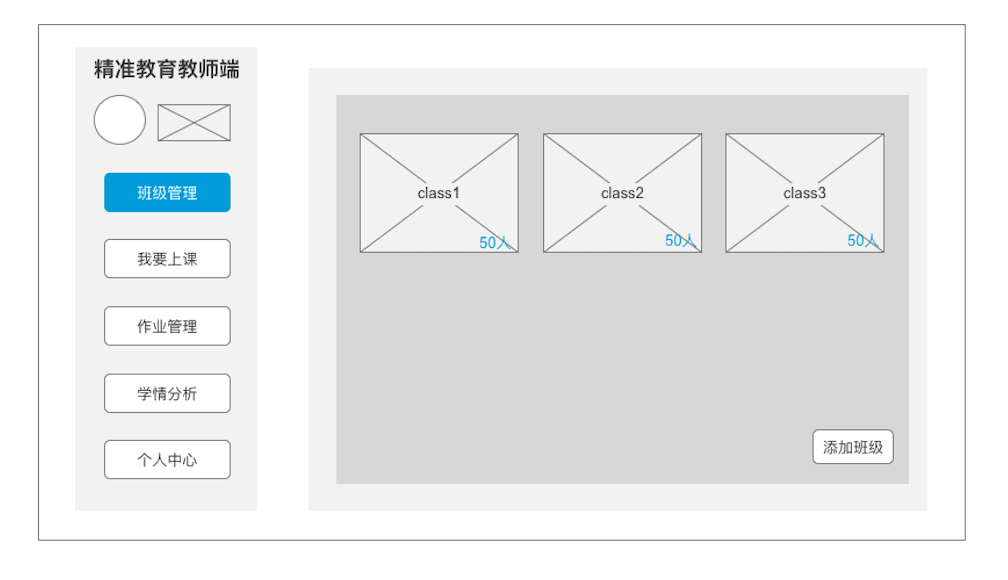 精准教育教师端
班级管理
我要上课
作业管理
学情分析
个人中心
class1
50人
class2
50人
class3
50人
添加班级